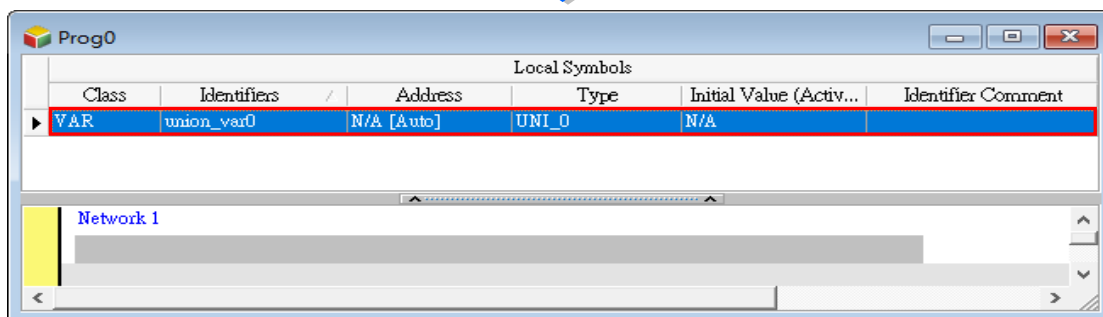 Prog0
Local Symbols
Class Identifiers Address Type Initial Value (Activ... Identifier Comment
VAR union_var0 N/A [Auto] UNI_0 N/A
Network 1